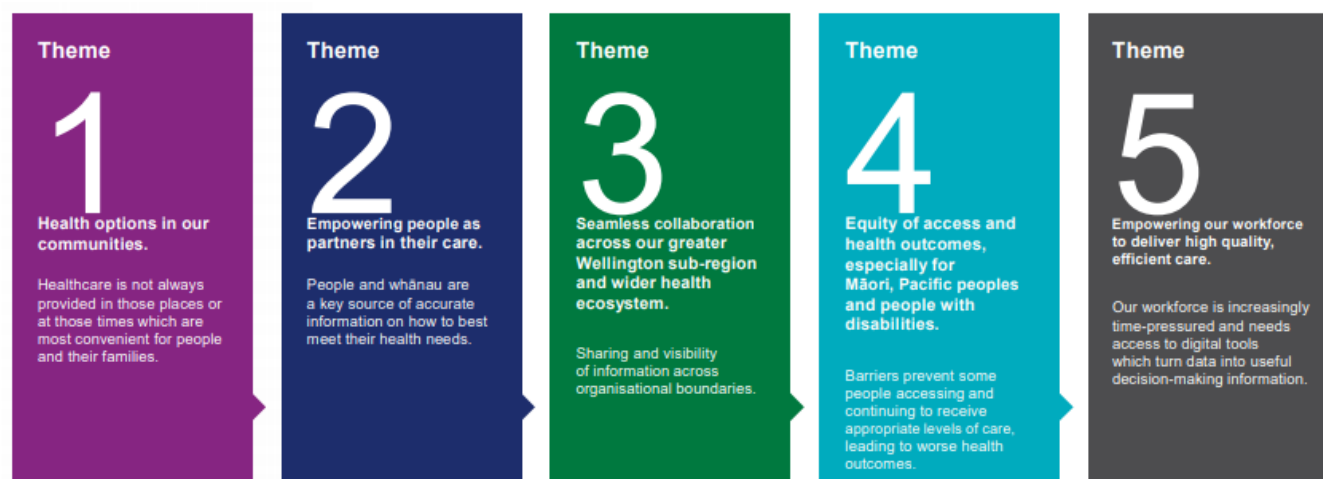 Theme
1
Health options in our
communities.
Healthcare is not always
provided in those places or
at those times which are
most convenient for people
and their families.
Theme
2
Empowering people as
partners in their care.
People and whānau are
a key source of accurate
information on how to best
meet their health needs.
Theme
3
Seamless collaboration
across our greater
Wellington sub-region
and wider health
ecosystem.
Sharing and visibility
of information across
organisational boundaries.
Theme
4
Equity of access and
health outcomes,
especially for
Māori, Pacific peoples
and people with
disabilities.
Barriers prevent some
people accessing and
continuing to receive
appropriate levels of care,
leading to worse health
outcomes.
Theme
5
Empowering our workforce
to deliver high quality,
efficient care.
Our workforce is increasingly
time-pressured and needs
access to digital tools
which turn data into useful
decision-making information.